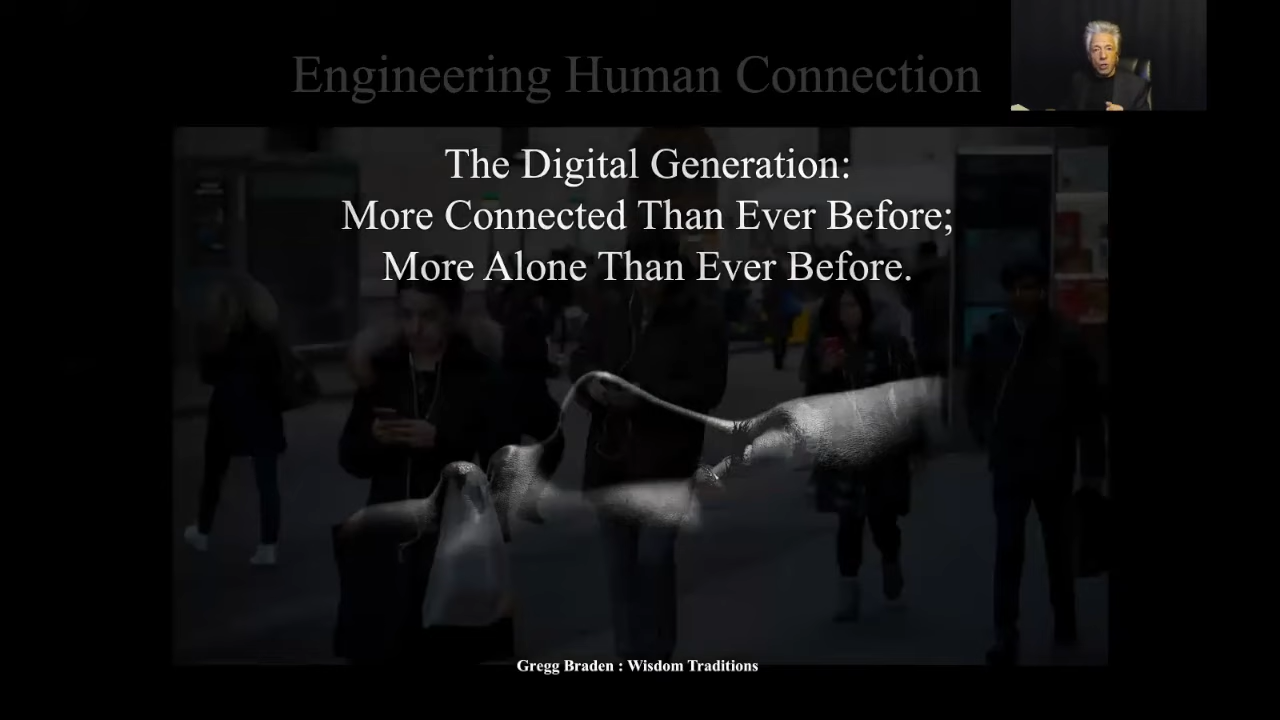 Engineering Human Connection
The Digital Generation:
More Connected Than Ever Before;
More Alone Than Ever Before.
Gregg Braden : Wisdom Traditions